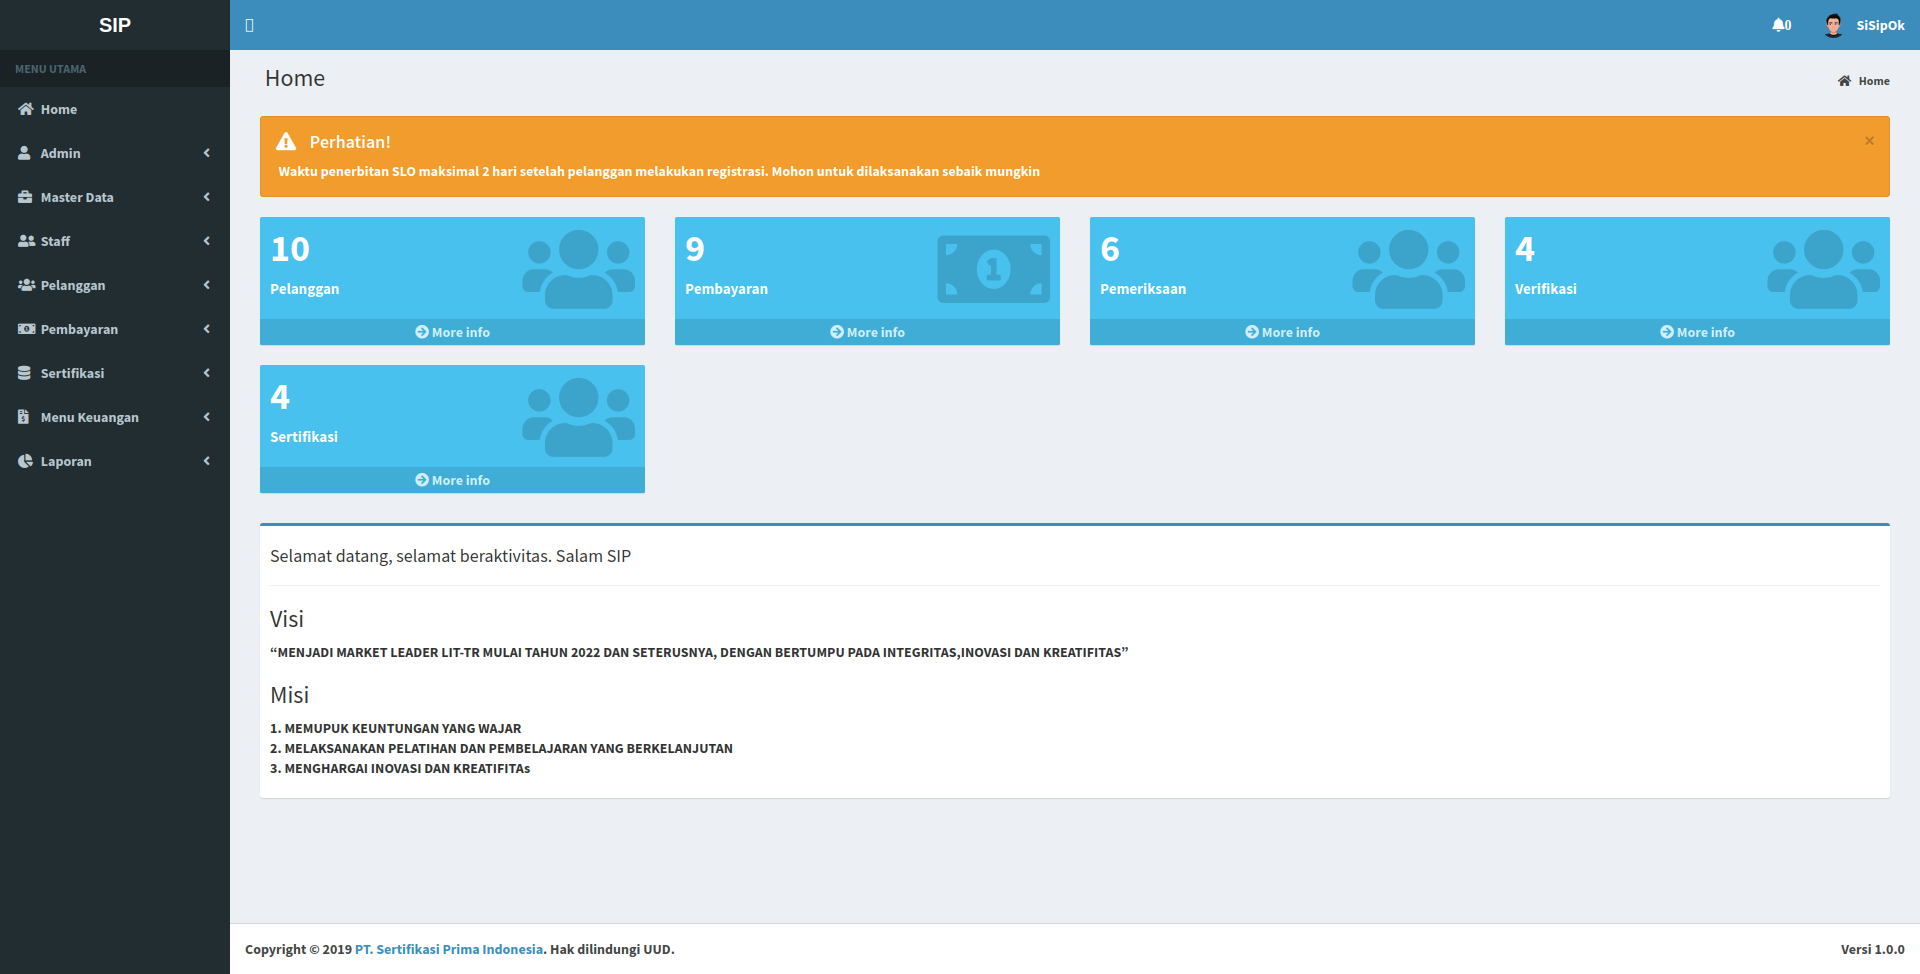 SIP
0
SiSipOk
MENU UTAMA
Home
Admin
Master Data
Staff
Pelanggan
Pembayaran
Sertifikasi
Menu Keuangan
Laporan
Home
Home
Perhatian!
×
Waktu penerbitan SLO maksimal 2 hari setelah pelanggan melakukan registrasi. Mohon untuk dilaksanakan sebaik mungkin
10
Pelanggan
More info
9
Pembayaran
1
More info
6
Pemeriksaan
More info
4
Verifikasi
More info
4
Sertifikasi
More info
Selamat datang, selamat beraktivitas. Salam SIP
Visi
“MENJADI MARKET LEADER LIT-TR MULAI TAHUN 2022 DAN SETERUSNYA, DENGAN BERTUMPU PADA INTEGRITAS,INOVASI DAN KREATIFITAS”
Misi
1. MEMUPUK KEUNTUNGAN YANG WAJAR
2. MELAKSANAKAN PELATIHAN DAN PEMBELAJARAN YANG BERKELANJUTAN
3. MENGHARGAI INOVASI DAN KREATIFITAs
Copyright © 2019 PT. Sertifikasi Prima Indonesia. Hak dilindungi UUD.
Versi 1.0.0